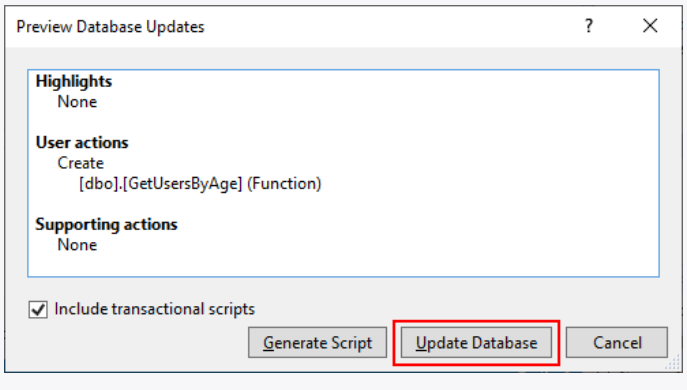 Preview Database Updates
?
Highlights
None
User actions
Create
[dbo].[GetUsersByAge] (Function)
Supporting actions
None
Include transactional scripts
Generate Script Update Database Cancel